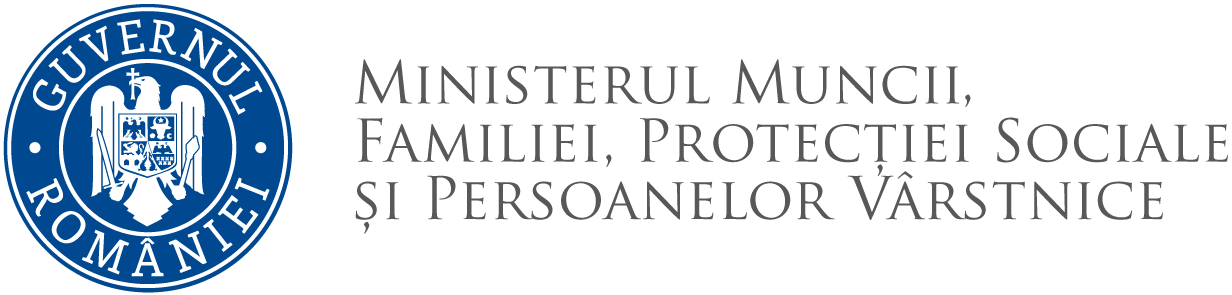 GUVERNUL
ROMÂNIEI
MINISTERUL MUNCII,
FAMILIEI, PROTECȚIEI SOCIALE
ȘI PERSOANELOR VÂRSTNICE